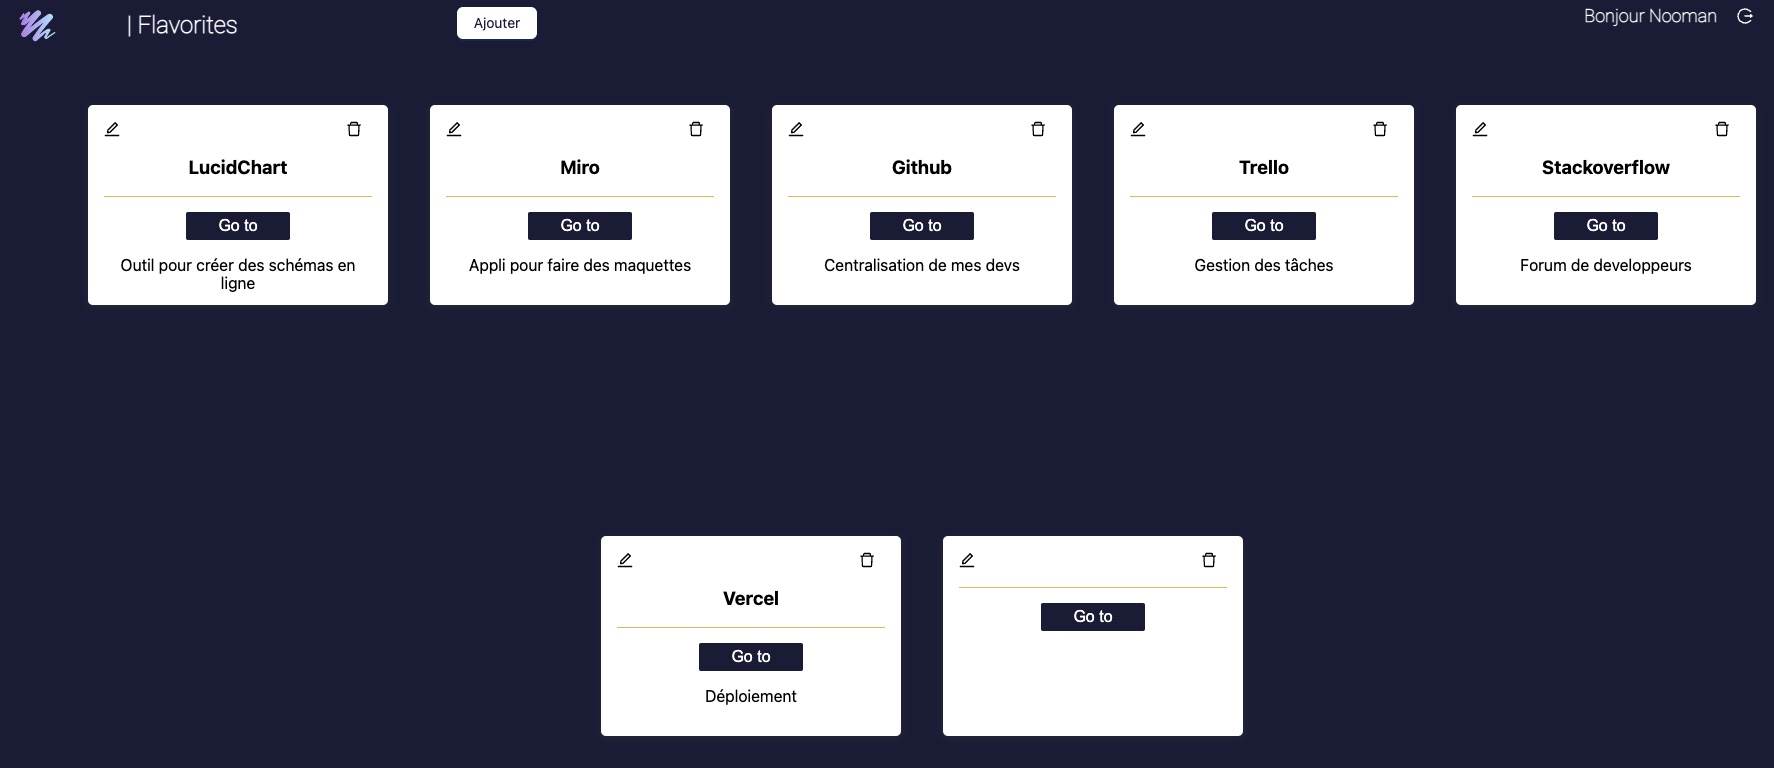 | Flavorites
Ajouter
Bonjour Nooman
LucidChart
Go to
Outil pour créer des schémas en
ligne
Miro
Go to
Appli pour faire des maquettes
Github
Go to
Centralisation de mes devs
Trello
Go to
Gestion des tâches
Stackoverflow
Go to
Forum de developpeurs
Vercel
Go to
Déploiement
Go to